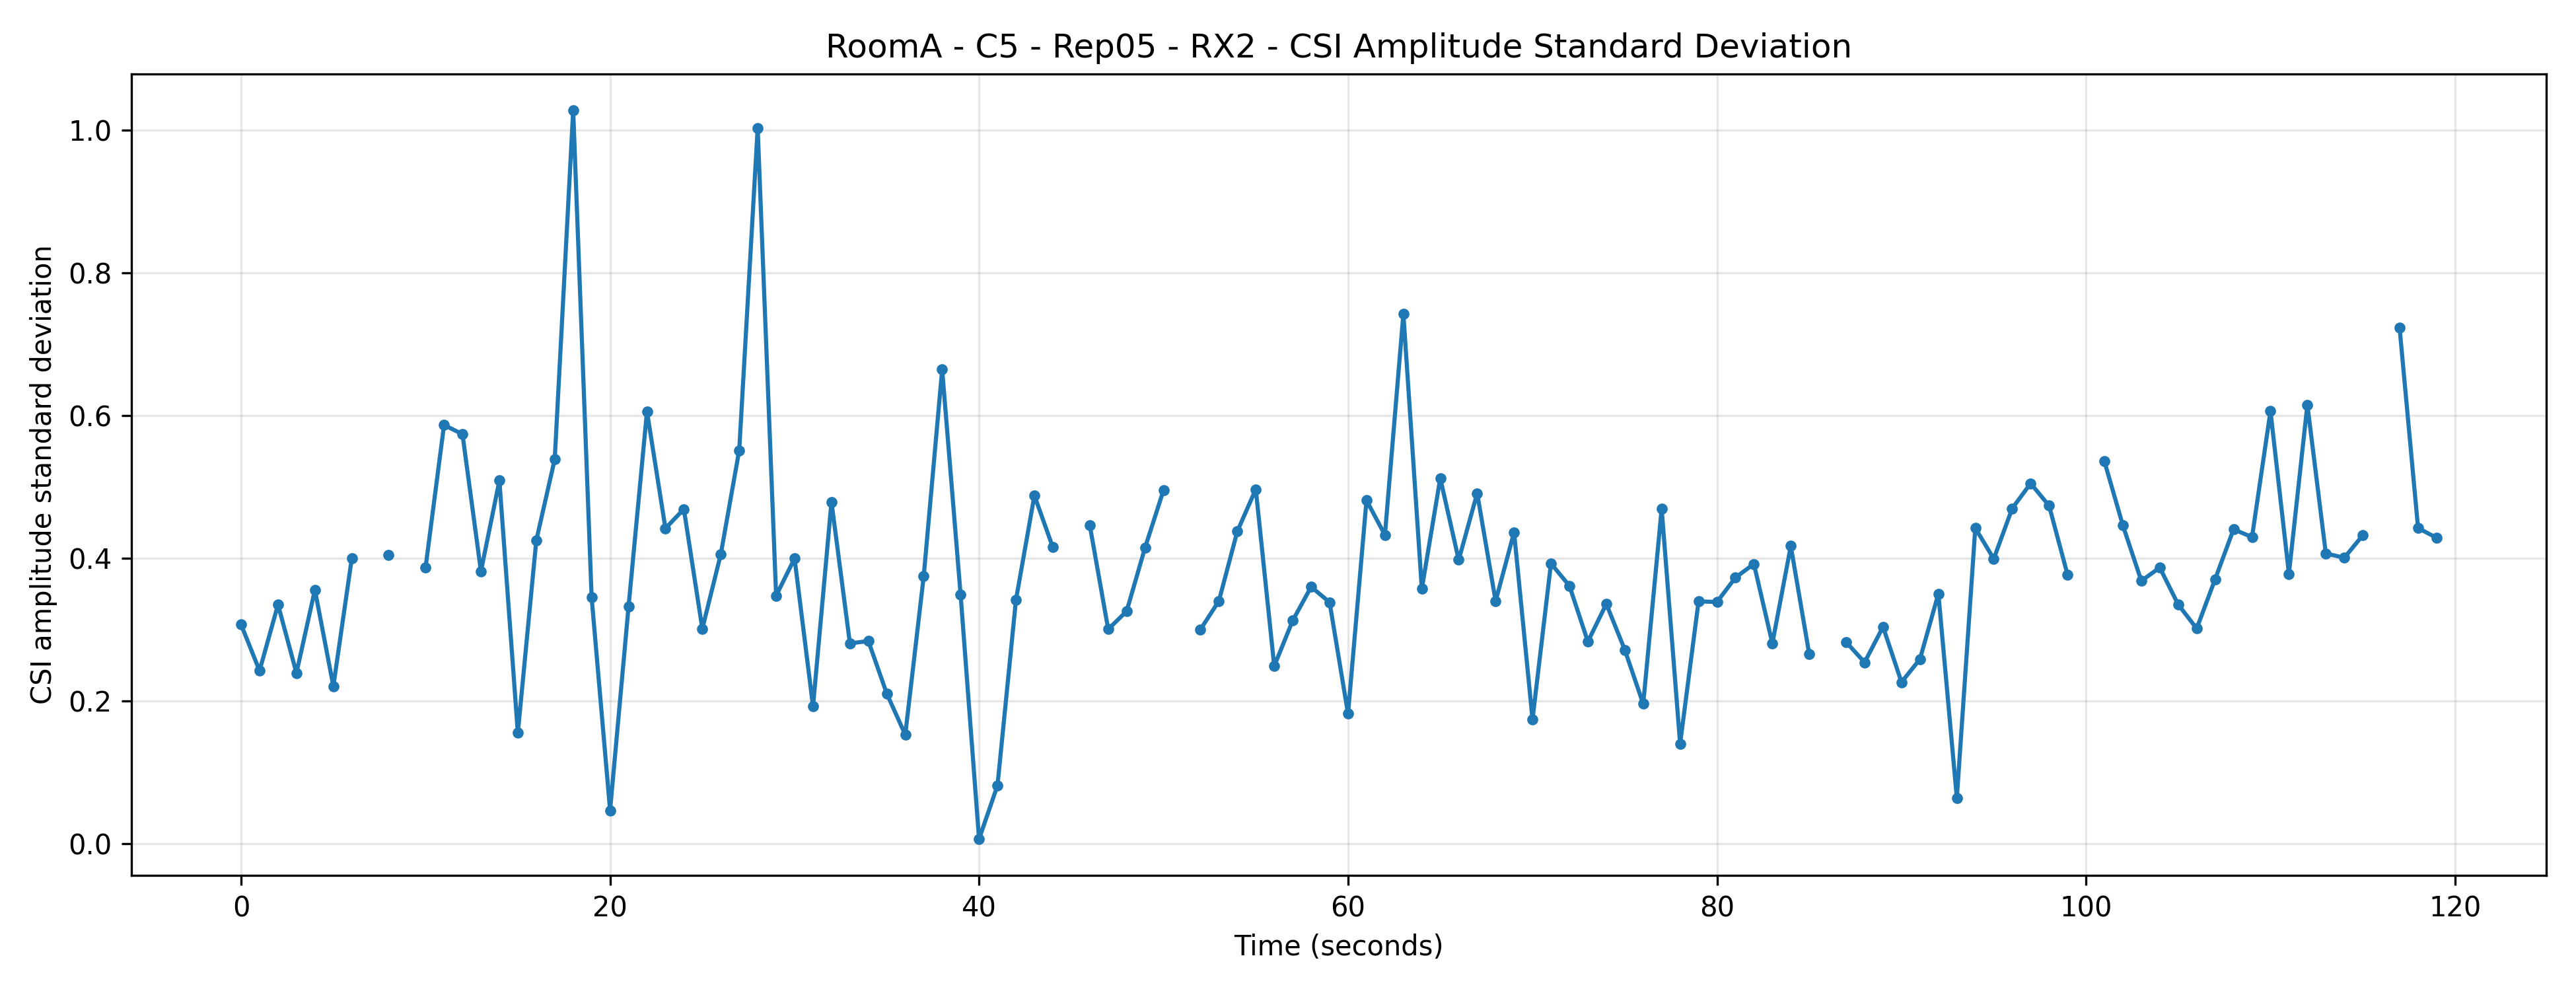 RoomA - C5 - Rep05 - RX2 - CSI Amplitude Standard Deviation
CSI amplitude standard deviation
1.0
0.8
0.6
0.4
0.2
0.0
0 20 40 60 80 100 120
Time (seconds)